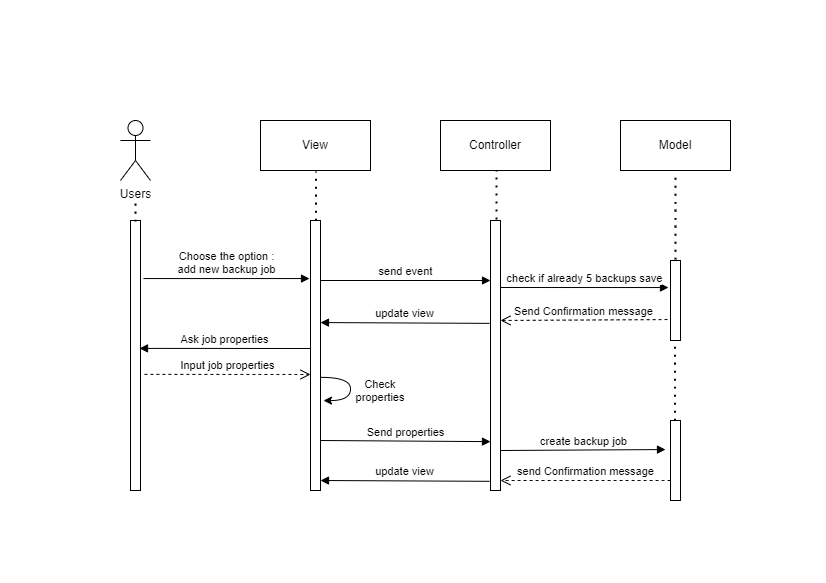 View
Controller
Model
Users
Choose the option :
add new backup job
send event
check if already 5 backups save
Send Confirmation message
update view
Ask job properties
Input job properties
Check
properties
Send properties
create backup job
update view
send Confirmation message